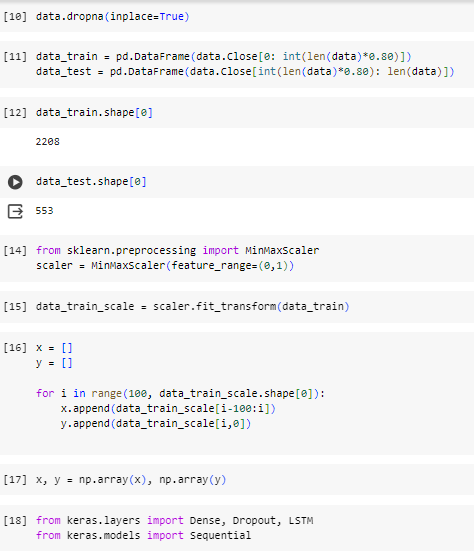 [10] data.dropna(inplace=True)
[11] data_train = pd.DataFrame(data.Close[0: int(len(data)*0.80)])
data_test = pd.DataFrame(data.Close[int(len(data)*0.80): len(data)])
[12] data_train.shape[0]
2208
data_test.shape[0]
553
[14] from sklearn.preprocessing import MinMaxScaler
scaler = MinMaxScaler(feature_range=(0,1))
[15] data_train_scale = scaler.fit_transform(data_train)
[16] x = []
y = []
for i in range(100, data_train_scale.shape[0]):
x.append(data_train_scale[i-100:i])
y.append(data_train_scale[i,0])
[17] x, y = np.array(x), np.array(y)
[18] from keras.layers import Dense, Dropout, LSTM
from keras.models import Sequential